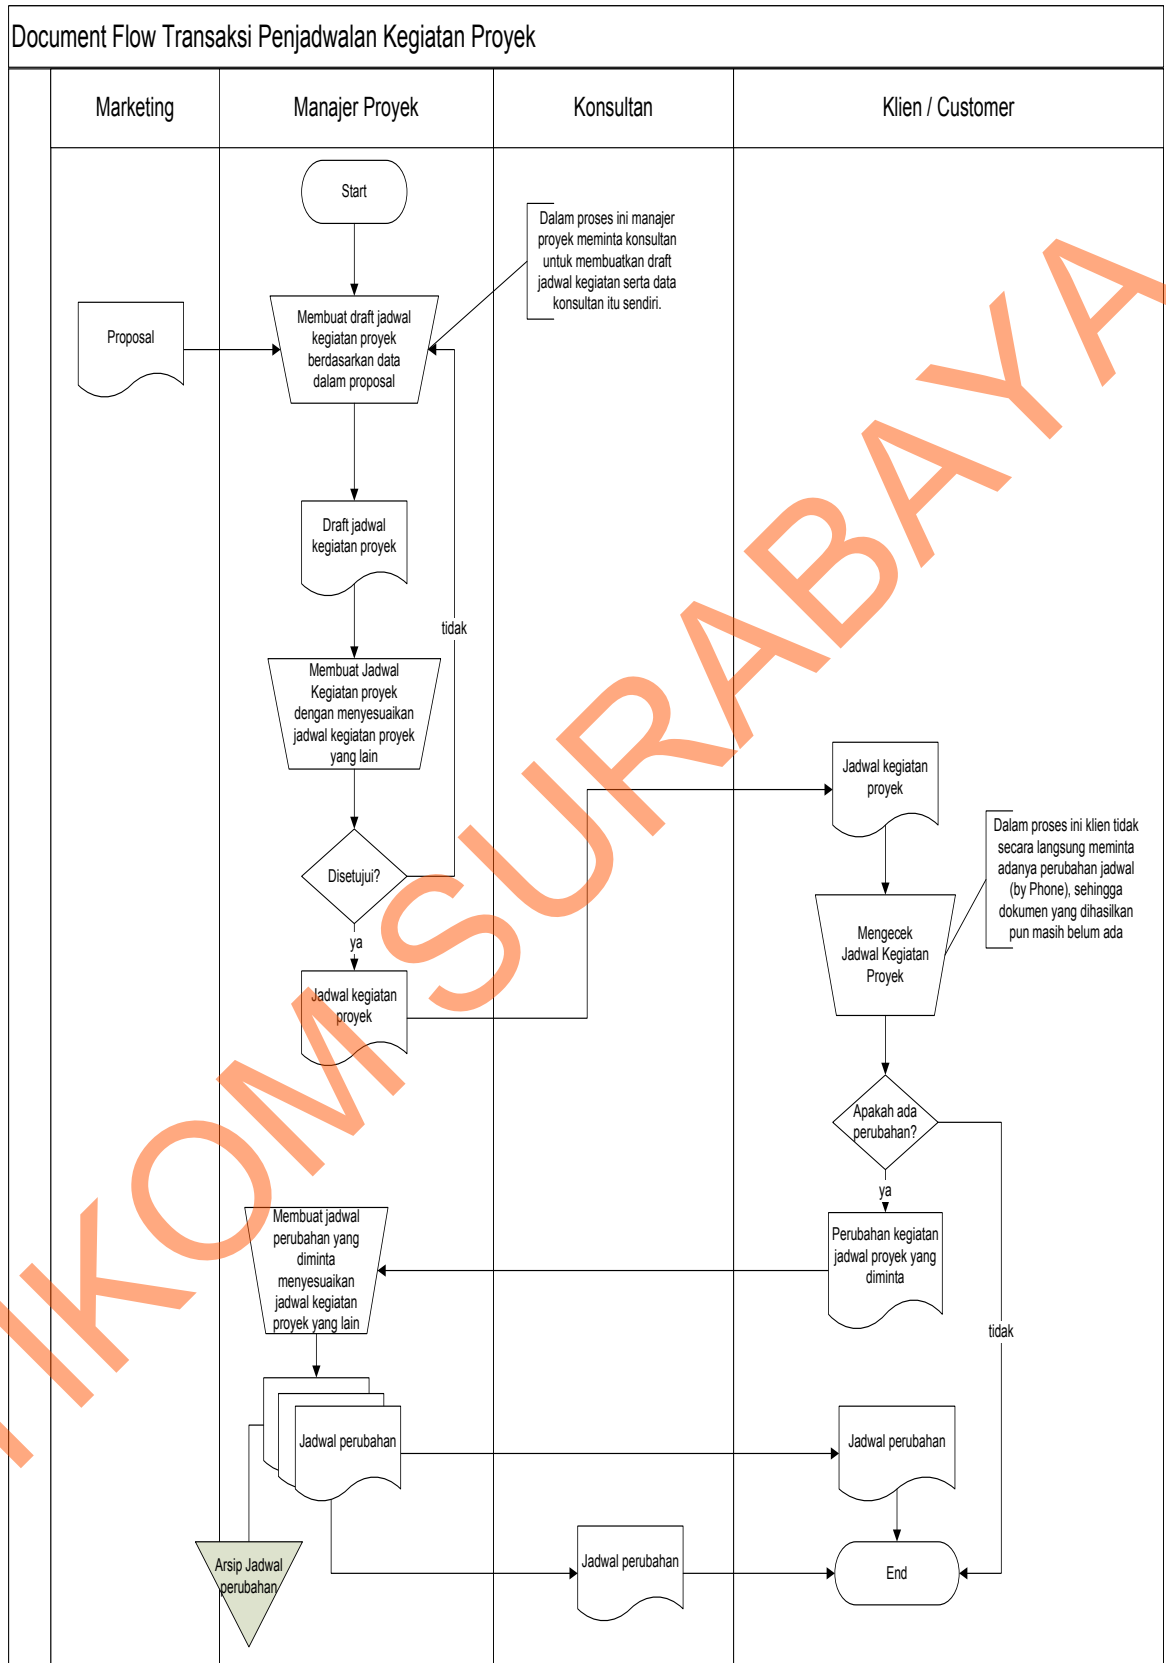 Document Flow Transaksi Penjadwalan Kegiatan Proyek
Marketing
Manajer Proyek
Konsultan
Klien / Customer
Start
Dalam proses ini manajer
proyek meminta konsultan
untuk membuatkan draft
jadwal kegiatan serta data
konsultan itu sendiri.
Proposal
Membuat draft jadwal
kegiatan proyek
berdasarkan data
dalam proposal
Draft jadwal
kegiatan proyek
tidak
Membuat Jadwal
Kegiatan proyek
dengan menyesuaikan
jadwal kegiatan proyek
yang lain
Disetujui?
ya
Jadwal kegiatan
proyek
Jadwal kegiatan
proyek
Dalam proses ini klien tidak
secara langsung meminta
adanya perubahan jadwal
(by Phone), sehingga
dokumen yang dihasilkan
pun masih belum ada
Mengecek
Jadwal Kegiatan
Proyek
Apakah ada
perubahan?
ya
Perubahan kegiatan
jadwal proyek yang
diminta
tidak
Membuat jadwal
perubahan yang
diminta
menyesuaikan
jadwal kegiatan
proyek yang lain
Jadwal perubahan
Jadwal perubahan
Arsip Jadwal
perubahan
Jadwal perubahan
End
IKOM SURABAYA